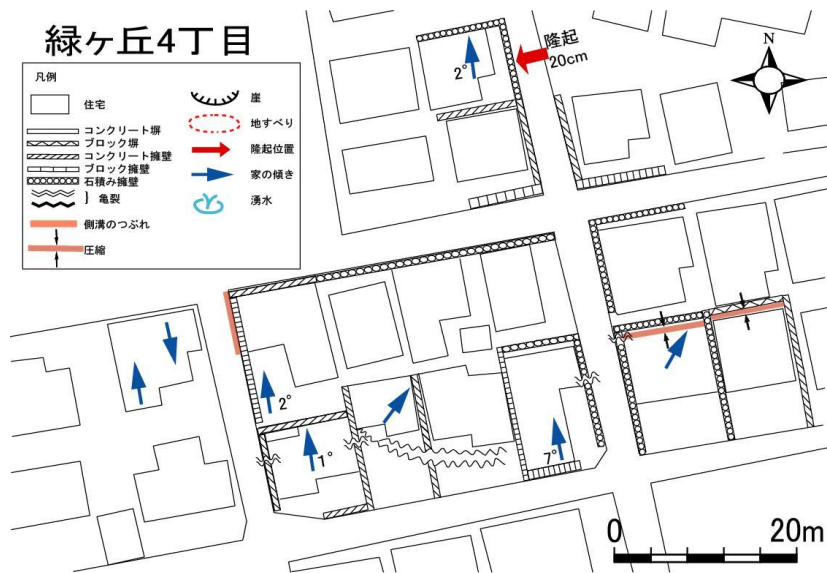 緑ヶ丘4丁目
凡例
住宅
コンクリート塀
ブロック塀
コンクリート擁壁
ブロック擁壁
石積み擁壁
亀裂
側溝のつぶれ
圧縮
崖
地すべり
隆起位置
家の傾き
湧水
隆起
20cm
N
2°
2°
1°
7°
0 20m